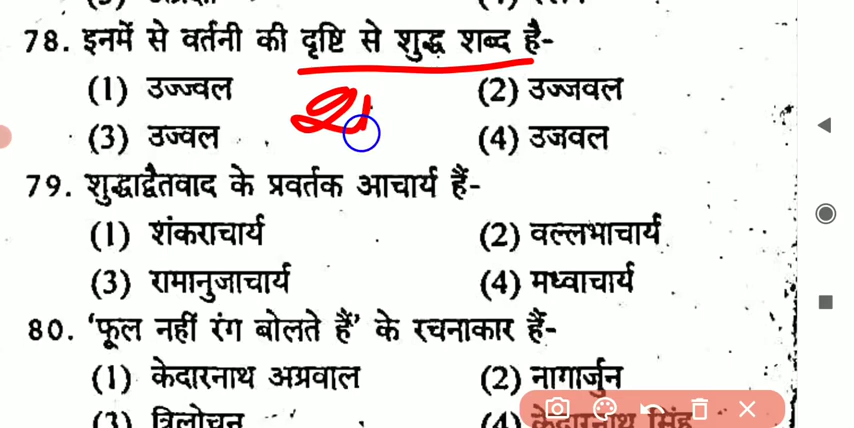 78. इनमें से वर्तनी की दृष्टि से शुद्ध शब्द है-
(1) उज्ज्वल (2) उज्जवल
(3) उज्वल (4) उजवल
79. शुद्धाद्वैतवाद के प्रवर्तक आचार्य हैं-
(1) शंकराचार्य (2) वल्लभाचार्य
(3) रामानुजाचार्य (4) मध्वाचार्य
80. ‘फूल नहीं रंग बोलते हैं’ के रचनाकार हैं-
(1) केदारनाथ अग्रवाल (2) नागार्जुन
(3) त्रिलोचन (4) केदारनाथ सिंह